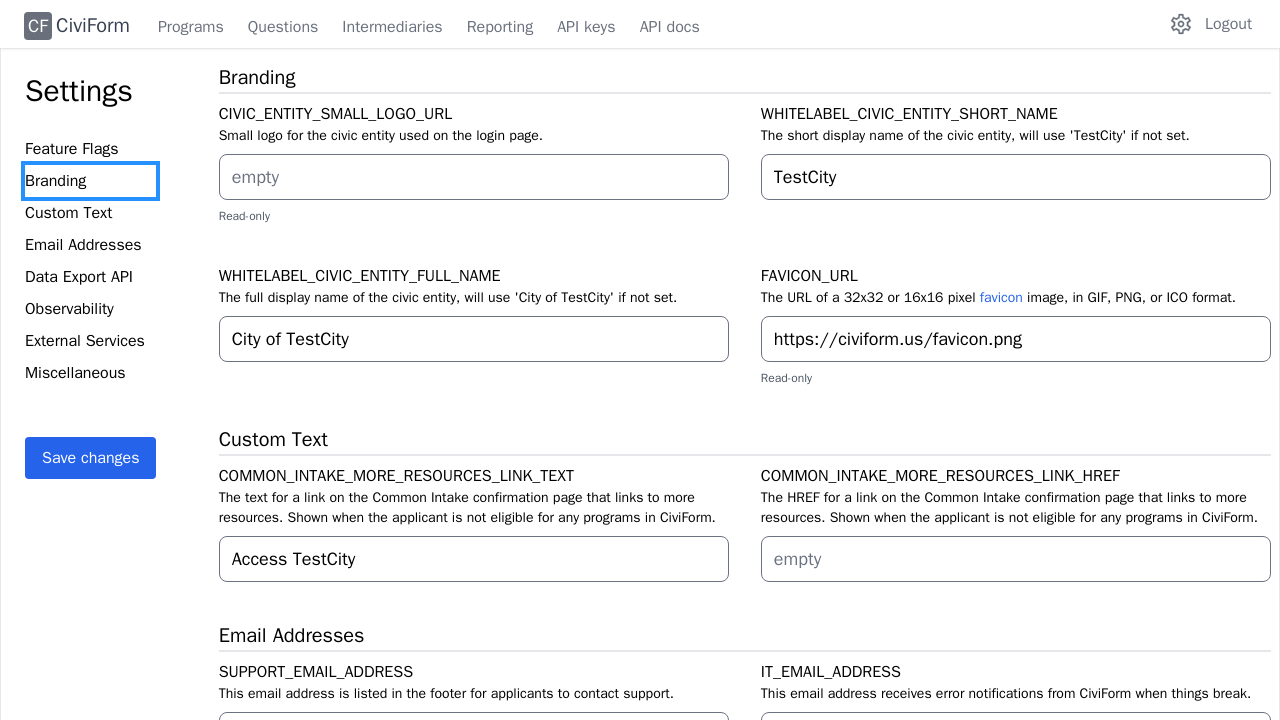 CF CiviForm Programs Questions Intermediaries Reporting API keys API docs Logout
Settings
Feature Flags
Branding
Custom Text
Email Addresses
Data Export API
Observability
External Services
Miscellaneous
Save changes
Branding
CIVIC_ENTITY_SMALL_LOGO_URL
Small logo for the civic entity used on the login page.
empty
Read-only
WHITELABEL_CIVIC_ENTITY_SHORT_NAME
The short display name of the civic entity, will use 'TestCity' if not set.
TestCity
WHITELABEL_CIVIC_ENTITY_FULL_NAME
The full display name of the civic entity, will use 'City of TestCity' if not set.
City of TestCity
FAVICON_URL
The URL of a 32x32 or 16x16 pixel favicon image, in GIF, PNG, or ICO format.
https://civiform.us/favicon.png
Read-only
Custom Text
COMMON_INTAKE_MORE_RESOURCES_LINK_TEXT
The text for a link on the Common Intake confirmation page that links to more
resources. Shown when the applicant is not eligible for any programs in CiviForm.
Access TestCity
COMMON_INTAKE_MORE_RESOURCES_LINK_HREF
The HREF for a link on the Common Intake confirmation page that links to more
resources. Shown when the applicant is not eligible for any programs in CiviForm.
empty
Email Addresses
SUPPORT_EMAIL_ADDRESS
This email address is listed in the footer for applicants to contact support.
IT_EMAIL_ADDRESS
This email address receives error notifications from CiviForm when things break.